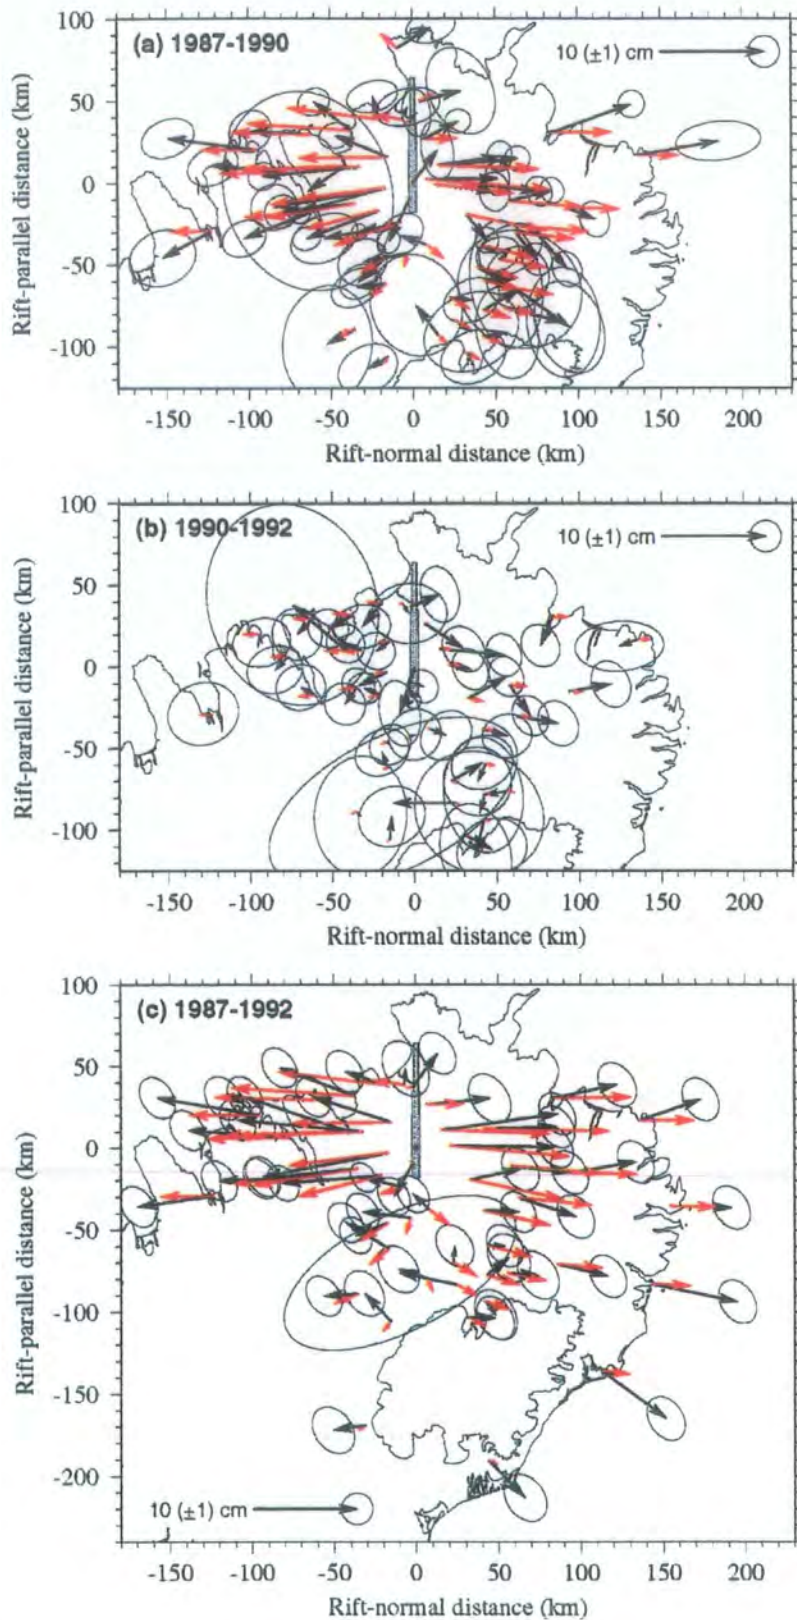 100
(a) 1987-1990
10 (±1) cm
50
0
-50
-100
Rift-parallel distance (km)
-150 -100 -50 0 50 100 150 200
Rift-normal distance (km)
100
(b) 1990-1992
10 (±1) cm
50
0
-50
-100
Rift-parallel distance (km)
-150 -100 -50 0 50 100 150 200
Rift-normal distance (km)
100
(c) 1987-1992
50
0
-50
-100
-150
-200
Rift-parallel distance (km)
10 (±1) cm
-150 -100 -50 0 50 100 150 200
Rift-normal distance (km)